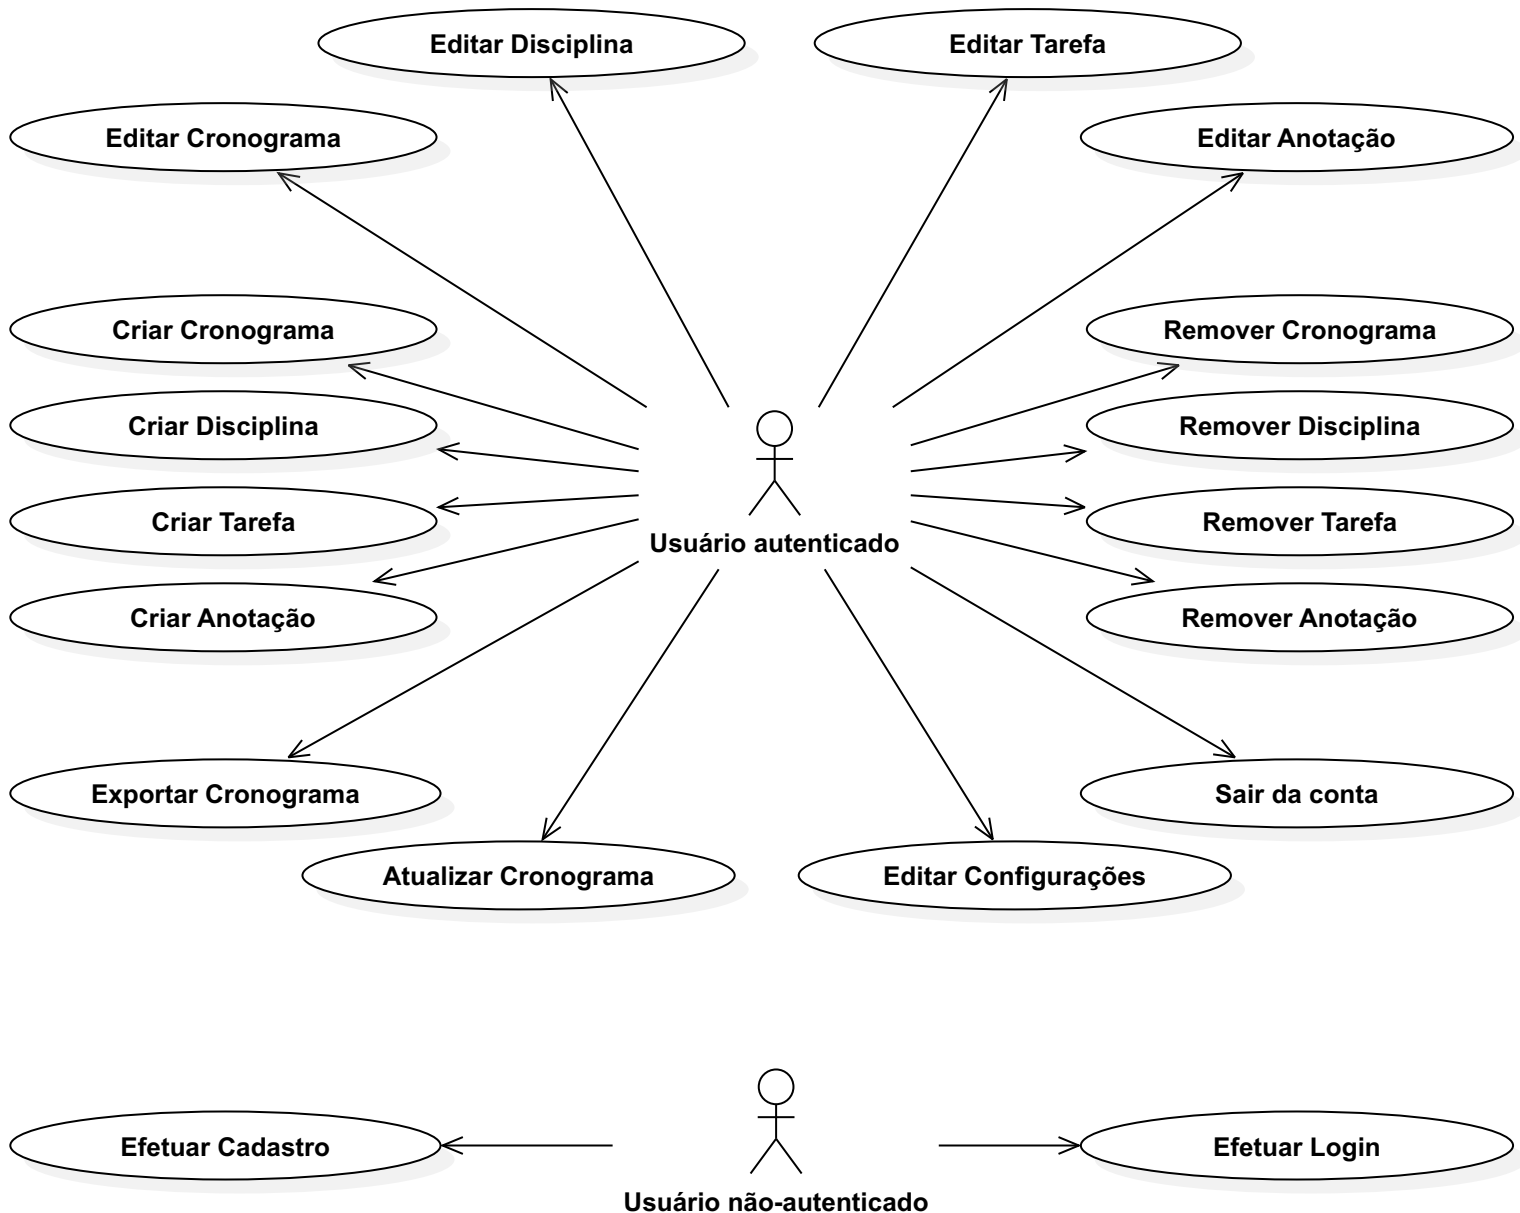 Editar Disciplina
Editar Tarefa
Editar Cronograma
Editar Anotação
Criar Cronograma
Remover Cronograma
Criar Disciplina
Remover Disciplina
Criar Tarefa
Remover Tarefa
Usuário autenticado
Criar Anotação
Remover Anotação
Exportar Cronograma
Sair da conta
Atualizar Cronograma
Editar Configurações
Efetuar Cadastro
Efetuar Login
Usuário não-autenticado